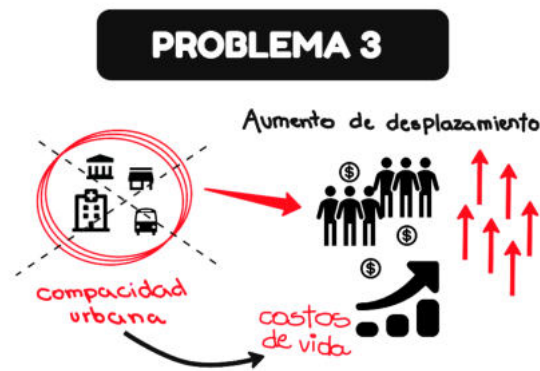 PROBLEMA 3
Aumento de desplazamiento
compacidad
urbana
costos
de vida